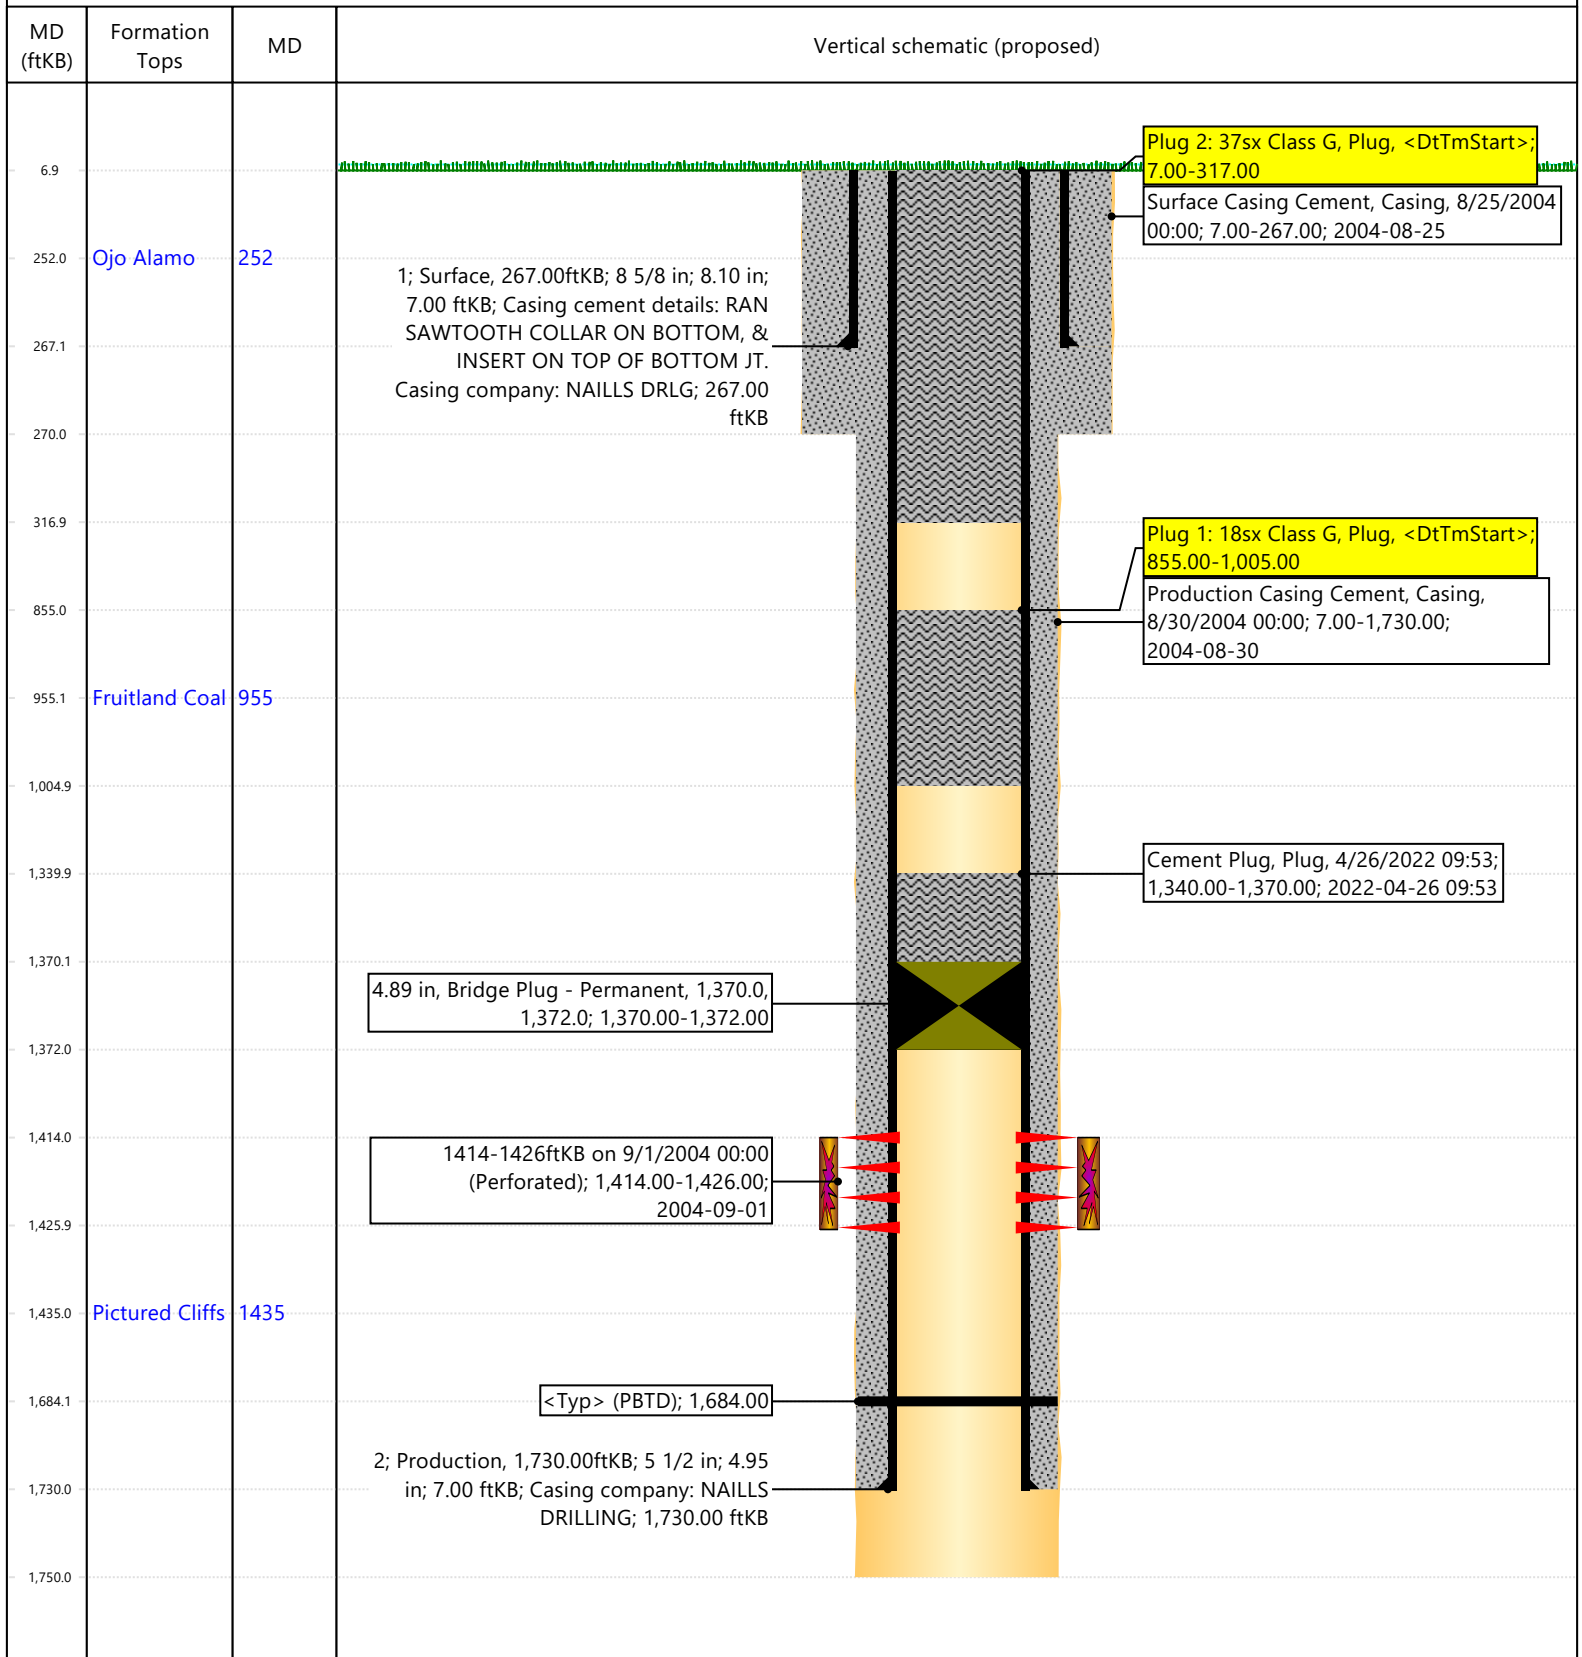 MD
(ftKB)
Formation
Tops
MD
Vertical schematic (proposed)
6.9
Plug 2: 37sx Class G, Plug, <DtTmStart>;
7.00-317.00
Surface Casing Cement, Casing, 8/25/2004
00:00; 7.00-267.00; 2004-08-25
252.0
Ojo Alamo
252
1; Surface, 267.00ftKB; 8 5/8 in; 8.10 in;
7.00 ftKB; Casing cement details: RAN
SAWTOOTH COLLAR ON BOTTOM, &
INSERT ON TOP OF BOTTOM JT.
Casing company: NAILLS DRLG; 267.00
ftKB
267.1
270.0
316.9
Plug 1: 18sx Class G, Plug, <DtTmStart>;
855.00-1,005.00
855.0
Production Casing Cement, Casing,
8/30/2004 00:00; 7.00-1,730.00;
2004-08-30
955.1
Fruitland Coal
955
1,004.9
1,339.9
Cement Plug, Plug, 4/26/2022 09:53;
1,340.00-1,370.00; 2022-04-26 09:53
1,370.1
4.89 in, Bridge Plug - Permanent, 1,370.0,
1,372.0; 1,370.00-1,372.00
1,372.0
1,414.0
1414-1426ftKB on 9/1/2004 00:00
(Perforated); 1,414.00-1,426.00;
2004-09-01
1,425.9
1,435.0
Pictured Cliffs
1435
1,684.1
<Typ> (PBTD); 1,684.00
2; Production, 1,730.00ftKB; 5 1/2 in; 4.95
in; 7.00 ftKB; Casing company: NAILLS
DRILLING; 1,730.00 ftKB
1,730.0
1,750.0